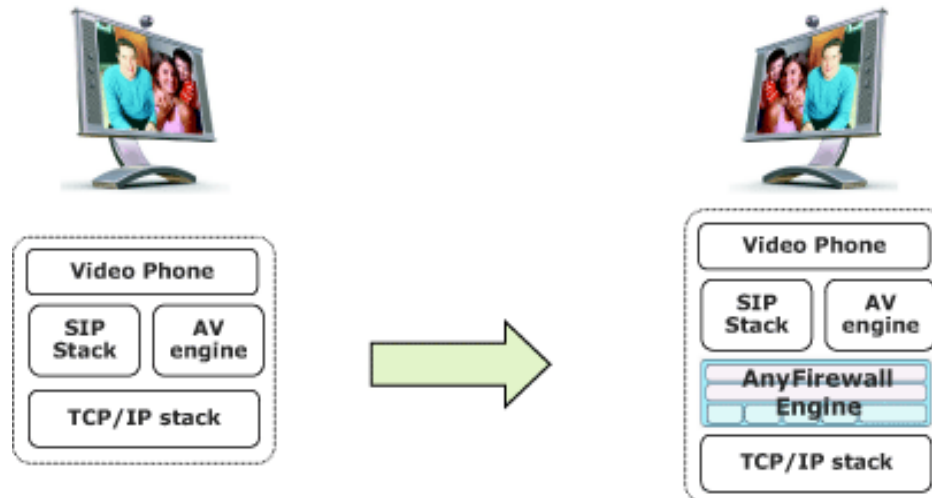 Video Phone
SIP
Stack
AV
engine
TCP/IP stack
Video Phone
SIP
Stack
AV
engine
AnyFirewall
Engine
TCP/IP stack